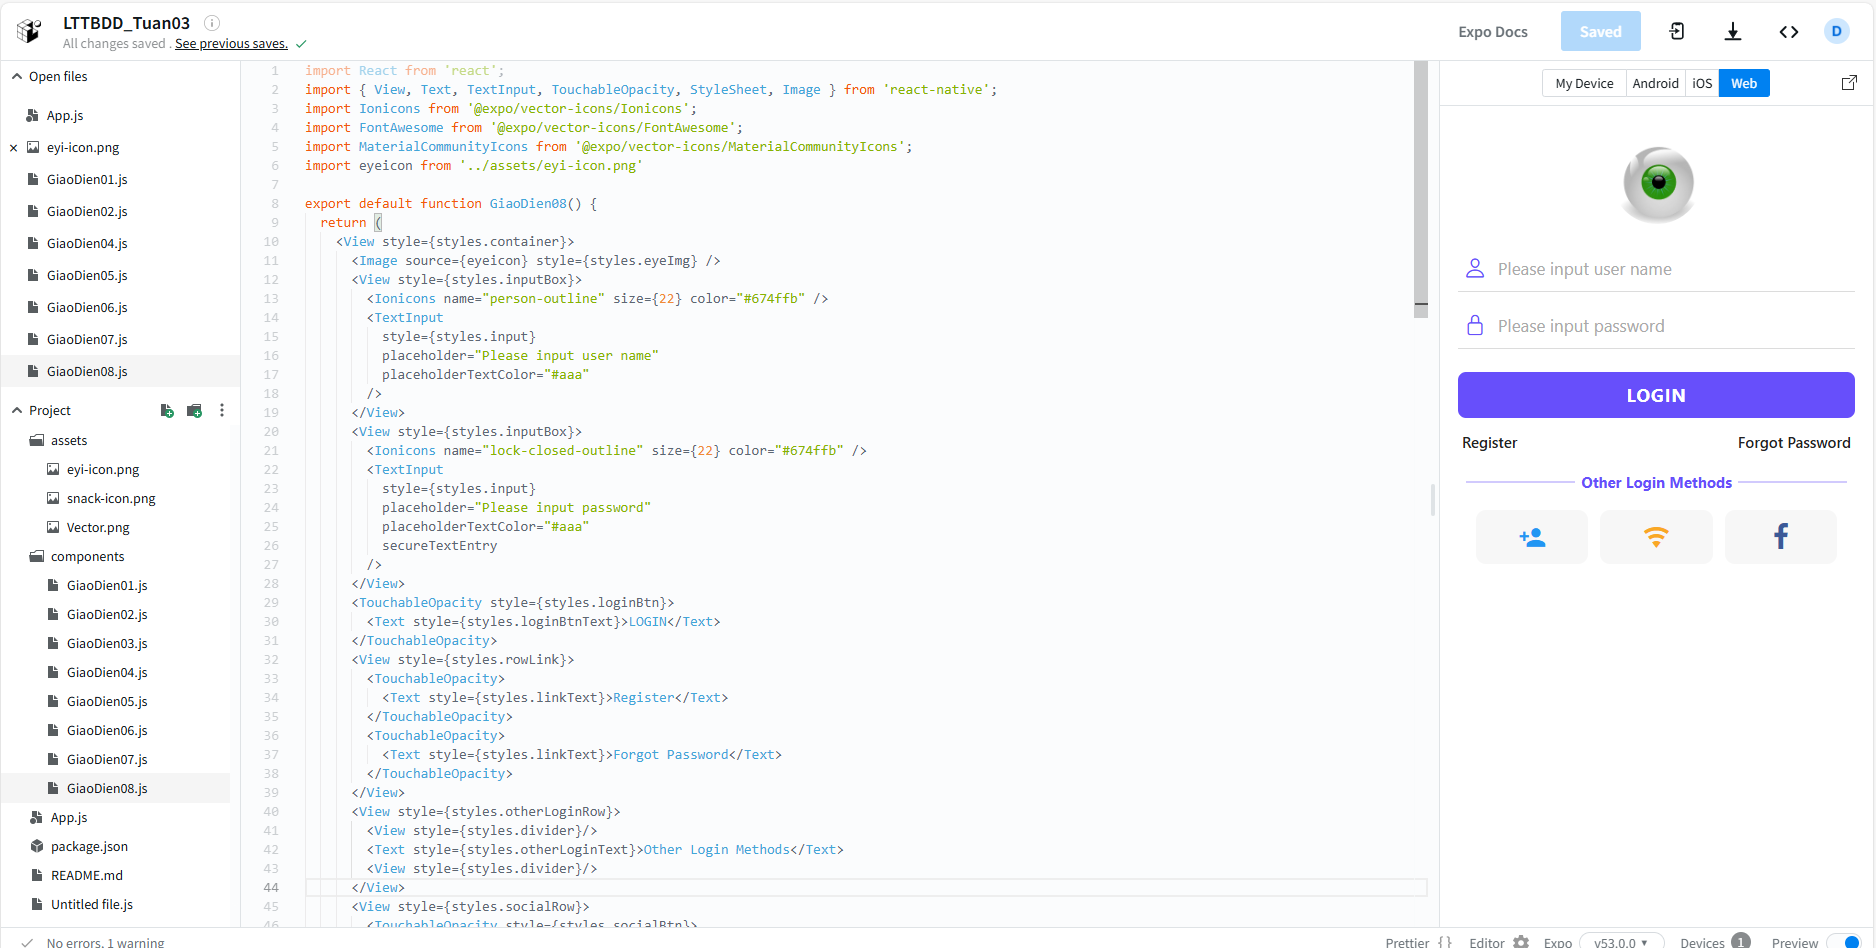 LTTBDD_Tuan03
All changes saved . See previous saves.
Expo Docs
Saved
D
Open files
App.js
eyi-icon.png
GiaoDien01.js
GiaoDien02.js
GiaoDien04.js
GiaoDien05.js
GiaoDien06.js
GiaoDien07.js
GiaoDien08.js
Project
assets
eyi-icon.png
snack-icon.png
Vector.png
components
GiaoDien01.js
GiaoDien02.js
GiaoDien03.js
GiaoDien04.js
GiaoDien05.js
GiaoDien06.js
GiaoDien07.js
GiaoDien08.js
App.js
package.json
README.md
Untitled file.js
1 import React from 'react';
2 import { View, Text, TextInput, TouchableOpacity, StyleSheet, Image } from 'react-native';
3 import Ionicons from '@expo/vector-icons/Ionicons';
4 import FontAwesome from '@expo/vector-icons/FontAwesome';
5 import MaterialCommunityIcons from '@expo/vector-icons/MaterialCommunityIcons';
6 import eyeicon from '../assets/eyi-icon.png'
7
8 export default function GiaoDien08() {
9 return (
10 <View style={styles.container}>
11 <Image source={eyeicon} style={styles.eyeImg} />
12 <View style={styles.inputBox}>
13 <Ionicons name="person-outline" size={22} color="#674ffb" />
14 <TextInput
15 style={styles.input}
16 placeholder="Please input user name"
17 placeholderTextColor="#aaa"
18 />
19 </View>
20 <View style={styles.inputBox}>
21 <Ionicons name="lock-closed-outline" size={22} color="#674ffb" />
22 <TextInput
23 style={styles.input}
24 placeholder="Please input password"
25 placeholderTextColor="#aaa"
26 secureTextEntry
27 />
28 </View>
29 <TouchableOpacity style={styles.loginBtn}>
30 <Text style={styles.loginBtnText}>LOGIN</Text>
31 </TouchableOpacity>
32 <View style={styles.rowLink}>
33 <TouchableOpacity>
34 <Text style={styles.linkText}>Register</Text>
35 </TouchableOpacity>
36 <TouchableOpacity>
37 <Text style={styles.linkText}>Forgot Password</Text>
38 </TouchableOpacity>
39 </View>
40 <View style={styles.otherLoginRow}>
41 <View style={styles.divider}/>
42 <Text style={styles.otherLoginText}>Other Login Methods</Text>
43 <View style={styles.divider}/>
44 </View>
45 <View style={styles.socialRow}>
46 <TouchableOpacity style={styles.socialBtn}>
My Device
Android
iOS
Web
Please input user name
Please input password
LOGIN
Register
Forgot Password
Other Login Methods
f
No errors, 1 warning
Prettier { }
Editor
Expo
v53.0.0
Devices 1
Preview